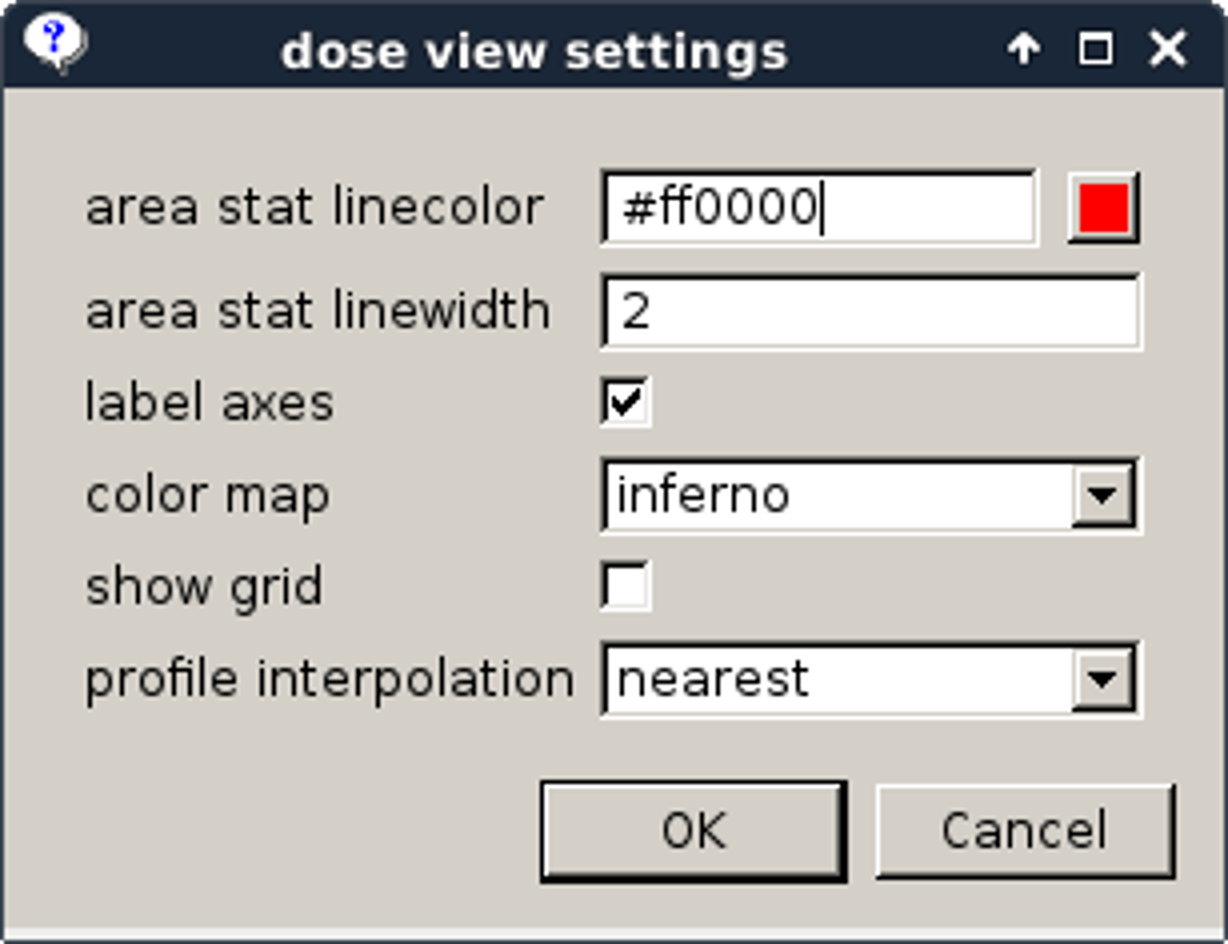 dose view settings
area stat linecolor #ff0000
area stat linewidth 2
label axes
color map inferno
show grid
profile interpolation nearest
OK Cancel